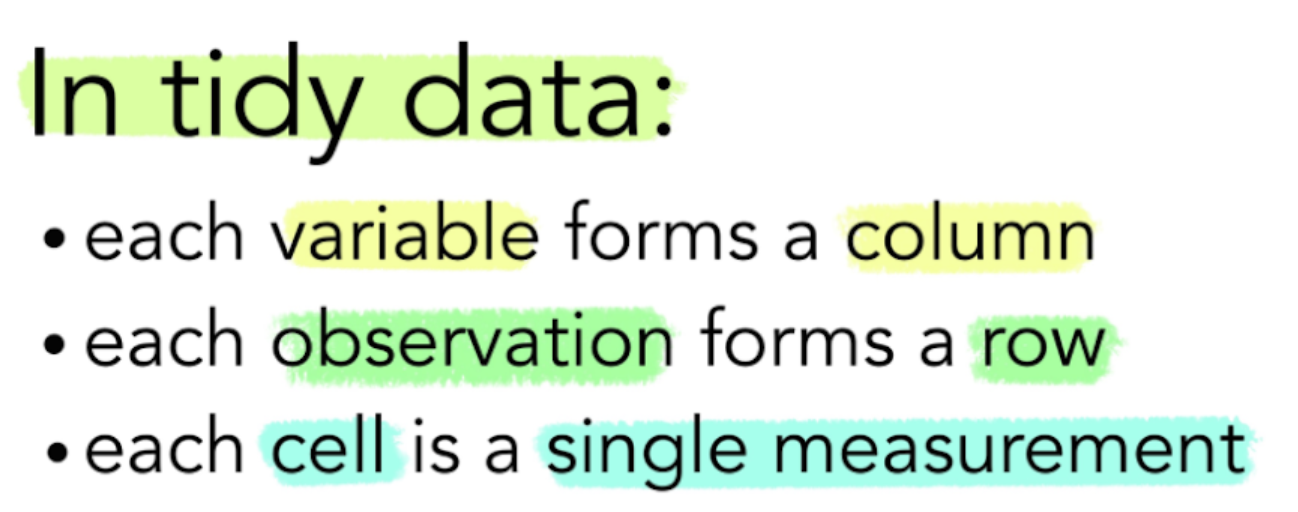 In tidy data:
• each variable forms a column
• each observation forms a row
• each cell is a single measurement